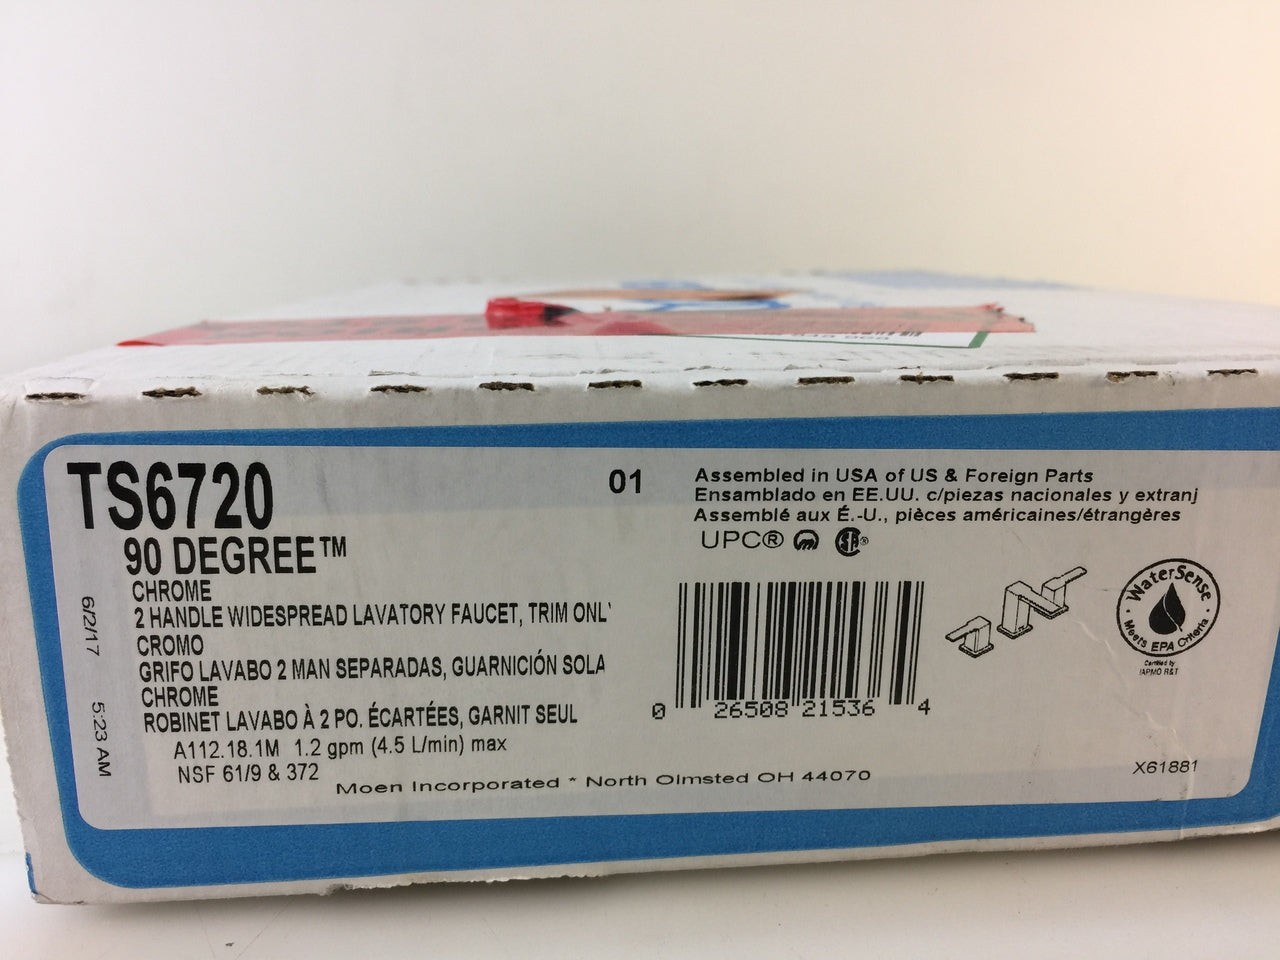 TS6720
01
90 DEGREE™
CHROME
2 HANDLE WIDESPREAD LAVATORY FAUCET, TRIM ONL
CROMO
GRIFO LAVABO 2 MAN SEPARADAS, GUARNICIÓN SOLA
CHROME
ROBINET LAVABO À 2 PO. ÉCARTÉES, GARNIT SEUL
A112.18.1M 1.2 gpm (4.5 L/min) max
NSF 61/9 & 372
Moen Incorporated * North Olmsted OH 44070
6/2/17 5:23 AM
Assembled in USA of US & Foreign Parts
Ensamblado en EE.UU. c/piezas nacionales y extranj
Assemblé aux É.-U., pièces américaines/étrangères
UPC®
0 26508 21536 4
WaterSense
Meets EPA Criteria
Certified by
IAPMO R&T
X61881